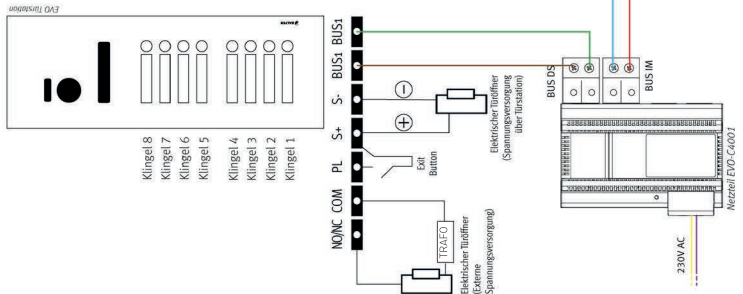 EVO Türstation
BALTER
Klingel 8
Klingel 7
Klingel 6
Klingel 5
Klingel 4
Klingel 3
Klingel 2
Klingel 1
BUS1
BUS1
S-
S+
PL
COM
NO/NC
Elektrischer Türöffner
(Spannungsversorgung
über Türstation)
Exit
Button
TRAFO
Elektrischer Türöffner
(Externe
Spannungsversorgung)
BUS DS
BUS IM
Netzteil EVO-C4001
230V AC